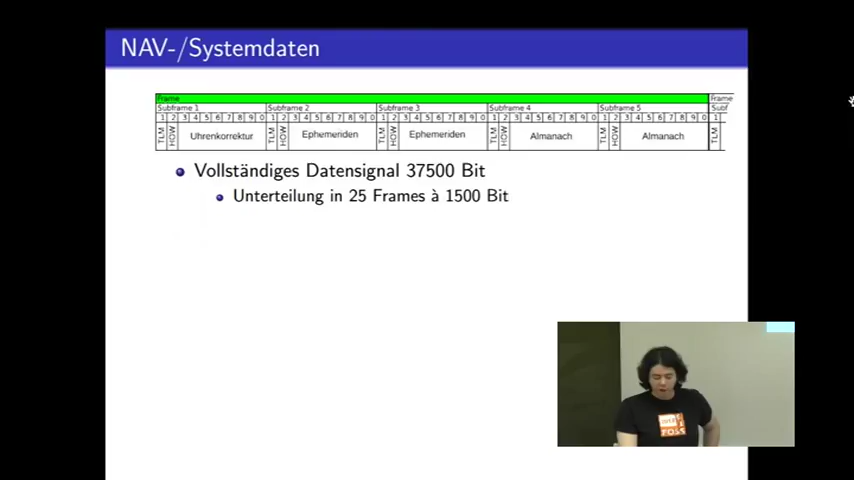 NAV-/Systemdaten
Frame Frame
Subframe 1 Subframe 2 Subframe 3 Subframe 4 Subframe 5 Subf
1 2 3 4 5 6 7 8 9 0 1 2 3 4 5 6 7 8 9 0 1 2 3 4 5 6 7 8 9 0 1 2 3 4 5 6 7 8 9 0 1 2 3 4 5 6 7 8 9 0 1
TLM HOW Uhrenkorrektur TLM HOW Ephemeriden TLM HOW Ephemeriden TLM HOW Almanach TLM HOW Almanach TLM
Vollständiges Datensignal 37500 Bit
Unterteilung in 25 Frames à 1500 Bit